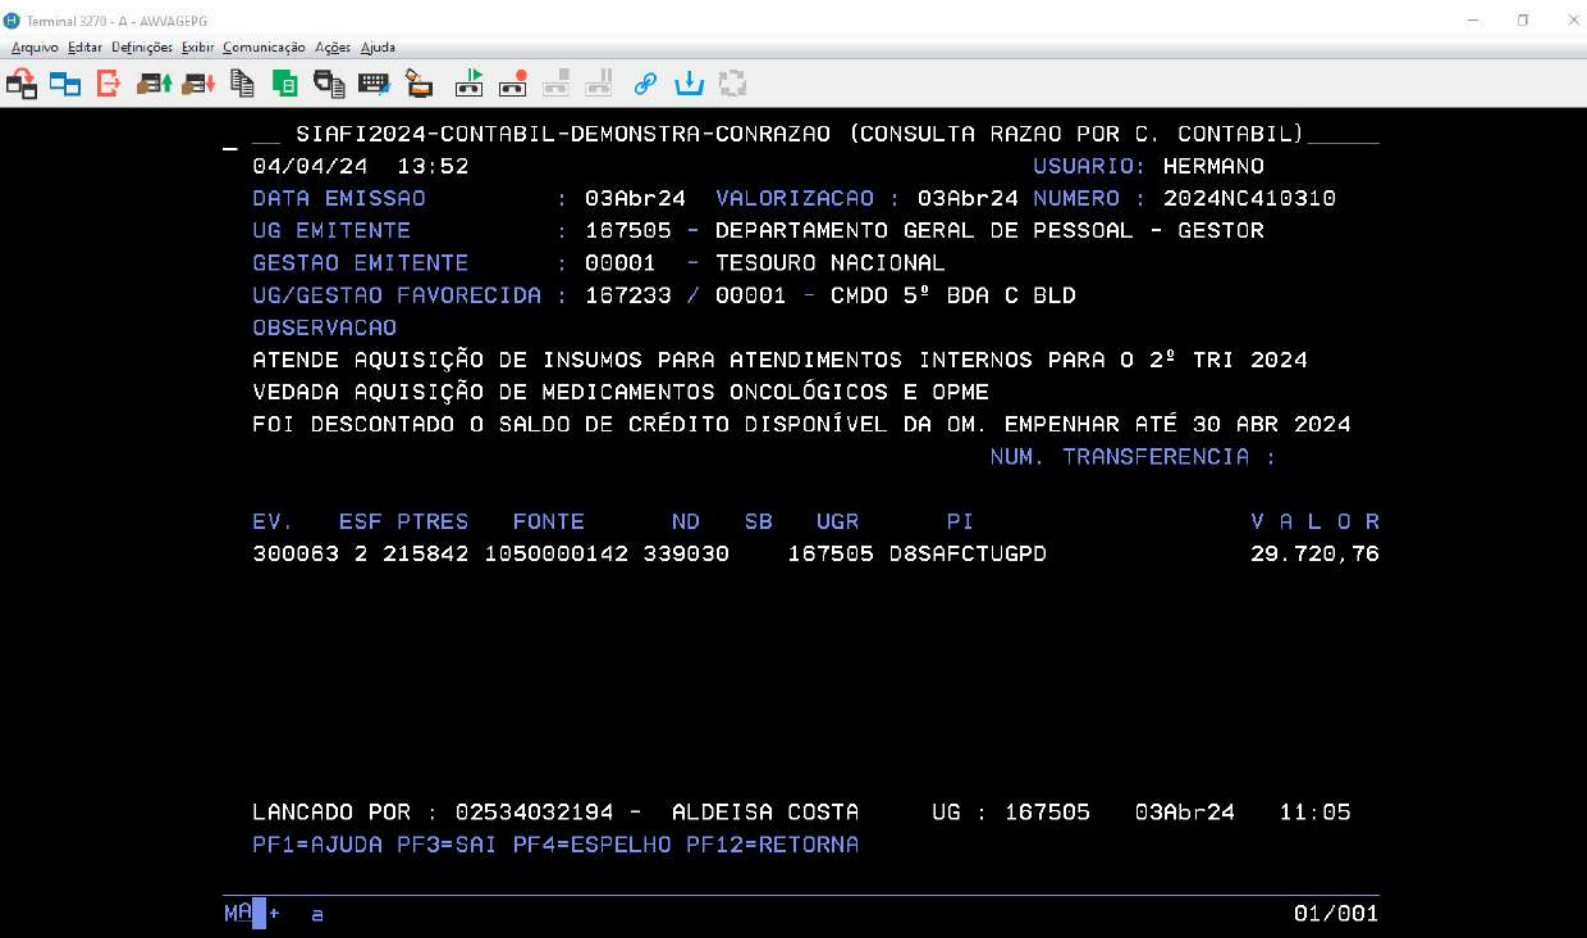 Terminal 3270 - A - AWVAGEPG
Arquivo Editar Definições Exibir Comunicação Ações Ajuda
_ __ SIAFI2024-CONTABIL-DEMONSTRA-CONRAZAO (CONSULTA RAZAO POR C. CONTABIL)_____
04/04/24 13:52 USUARIO: HERMANO
DATA EMISSAO : 03Abr24 VALORIZACAO : 03Abr24 NUMERO : 2024NC410310
UG EMITENTE : 167505 - DEPARTAMENTO GERAL DE PESSOAL - GESTOR
GESTAO EMITENTE : 00001 - TESOURO NACIONAL
UG/GESTAO FAVORECIDA : 167233 / 00001 - CMDO 5º BDA C BLD
OBSERVACAO
ATENDE AQUISIÇÃO DE INSUMOS PARA ATENDIMENTOS INTERNOS PARA O 2º TRI 2024
VEDADA AQUISIÇÃO DE MEDICAMENTOS ONCOLÓGICOS E OPME
FOI DESCONTADO O SALDO DE CRÉDITO DISPONÍVEL DA OM. EMPENHAR ATÉ 30 ABR 2024
NUM. TRANSFERENCIA :
EV. ESF PTRES FONTE ND SB UGR PI V A L O R
300063 2 215842 1050000142 339030 167505 D8SAFCTUGPD 29.720,76
LANCADO POR : 02534032194 - ALDEISA COSTA UG : 167505 03Abr24 11:05
PF1=AJUDA PF3=SAI PF4=ESPELHO PF12=RETORNA
MA + a 01/001